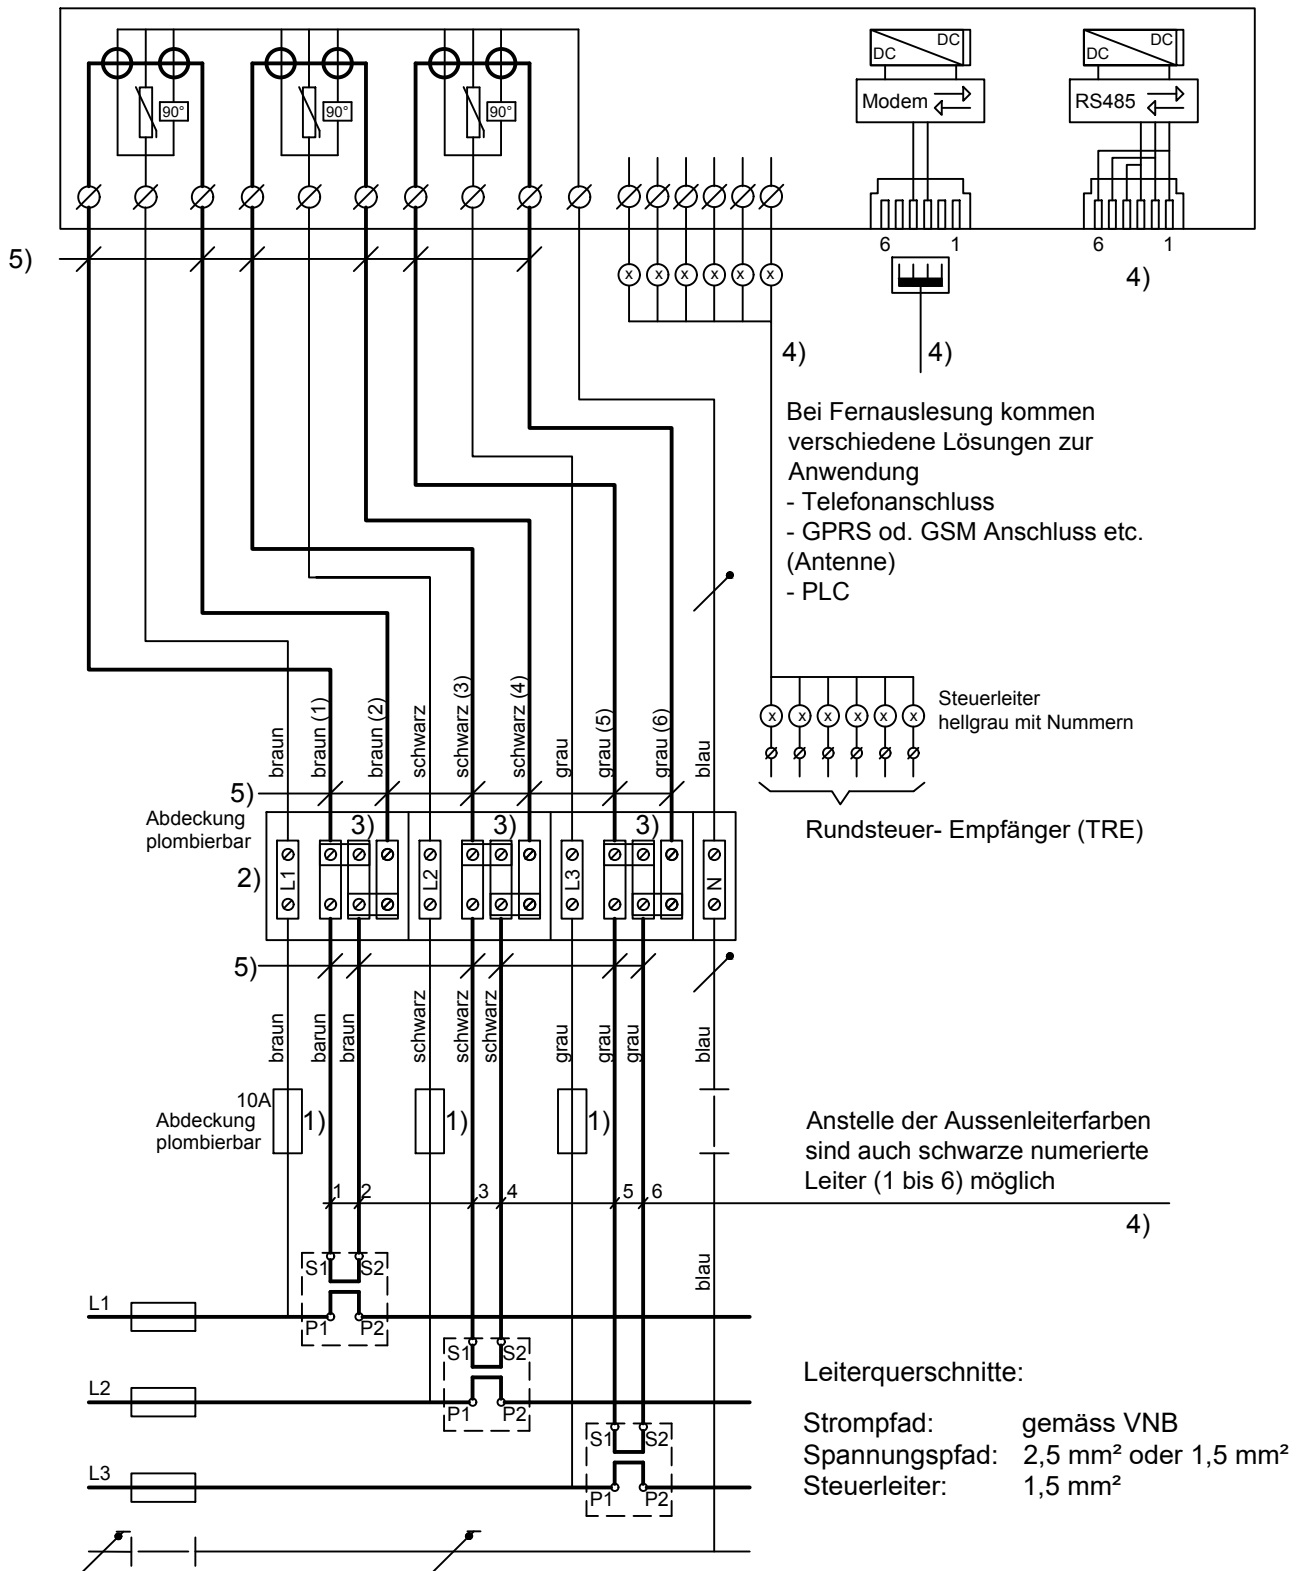 DC DC
DC DC
Modem
RS485
90° 90° 90°
6 1
6 1
5)
4)
x x x x x x
4)
4)
Bei Fernauslesung kommen
verschiedene Lösungen zur
Anwendung
- Telefonanschluss
- GPRS od. GSM Anschluss etc.
(Antenne)
- PLC
braun
braun (1)
braun (2)
schwarz
schwarz (3)
schwarz (4)
grau
grau (5)
grau (6)
blau
x x x x x x
Steuerleiter
hellgrau mit Nummern
Rundsteuer- Empfänger (TRE)
5)
Abdeckung
plombierbar
3) 3) 3)
2)
L1 L2 L3 N
5)
braun
barun
braun
schwarz
schwarz
schwarz
grau
grau
grau
blau
10A
Abdeckung
plombierbar
1) 1) 1)
Anstelle der Aussenleiterfarben
sind auch schwarze numerierte
Leiter (1 bis 6) möglich
1 2 3 4 5 6
4)
blau
S1 S2
L1
P1 P2
S1 S2
L2
P1 P2
S1 S2
L3
P1 P2
Leiterquerschnitte:
Strompfad: gemäss VNB
Spannungspfad: 2,5 mm² oder 1,5 mm²
Steuerleiter: 1,5 mm²